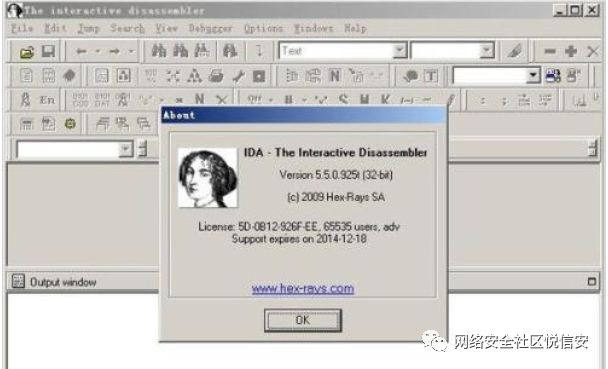 The interactive disassembler
File Edit Jump Search View Debugger Options Windows Help
Text
En
N
T
N X
Off
S M K
About
IDA - The Interactive Disassembler
Version 5.5.0.925t (32-bit)
(c) 2009 Hex-Rays SA
License: 5D-0B12-926F-EE, 65535 users, adv
Support expires on 2014-12-18
www.hex-rays.com
OK
Output window
网络安全社区悦信安